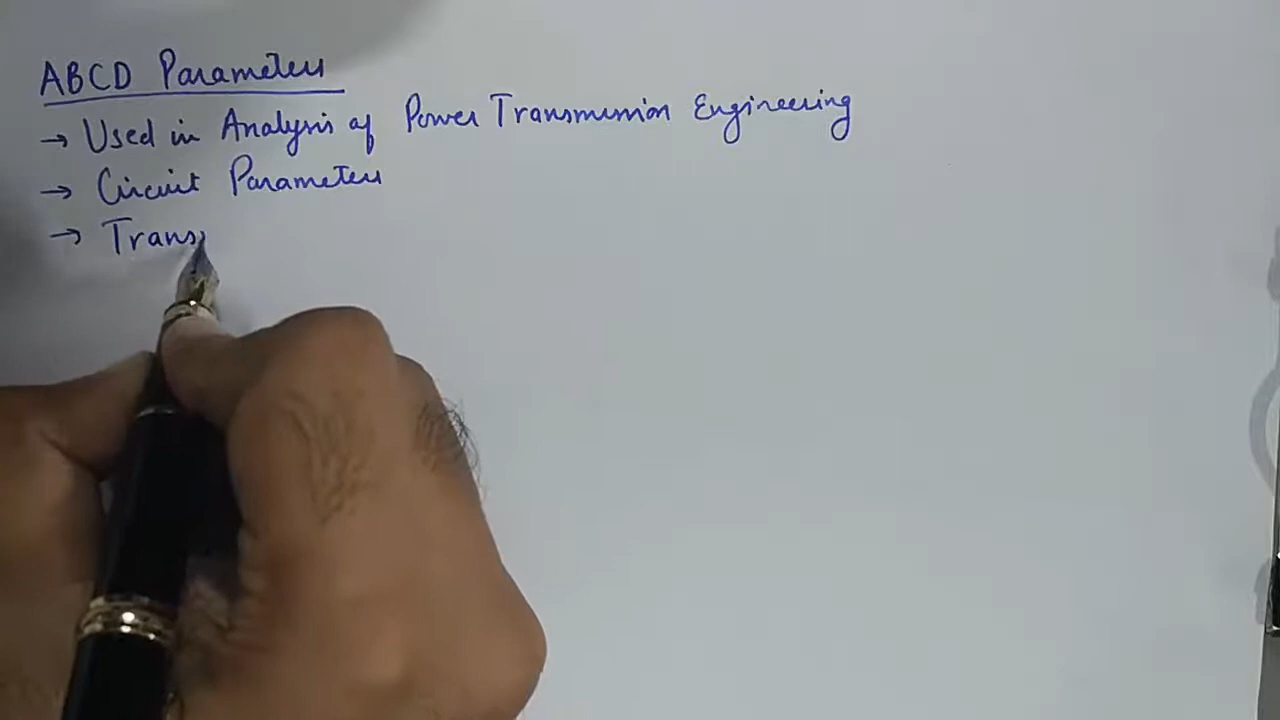 ABCD Parameters
→ Used in Analysis of Power Transmission Engineering
→ Circuit Parameters
→ Trans